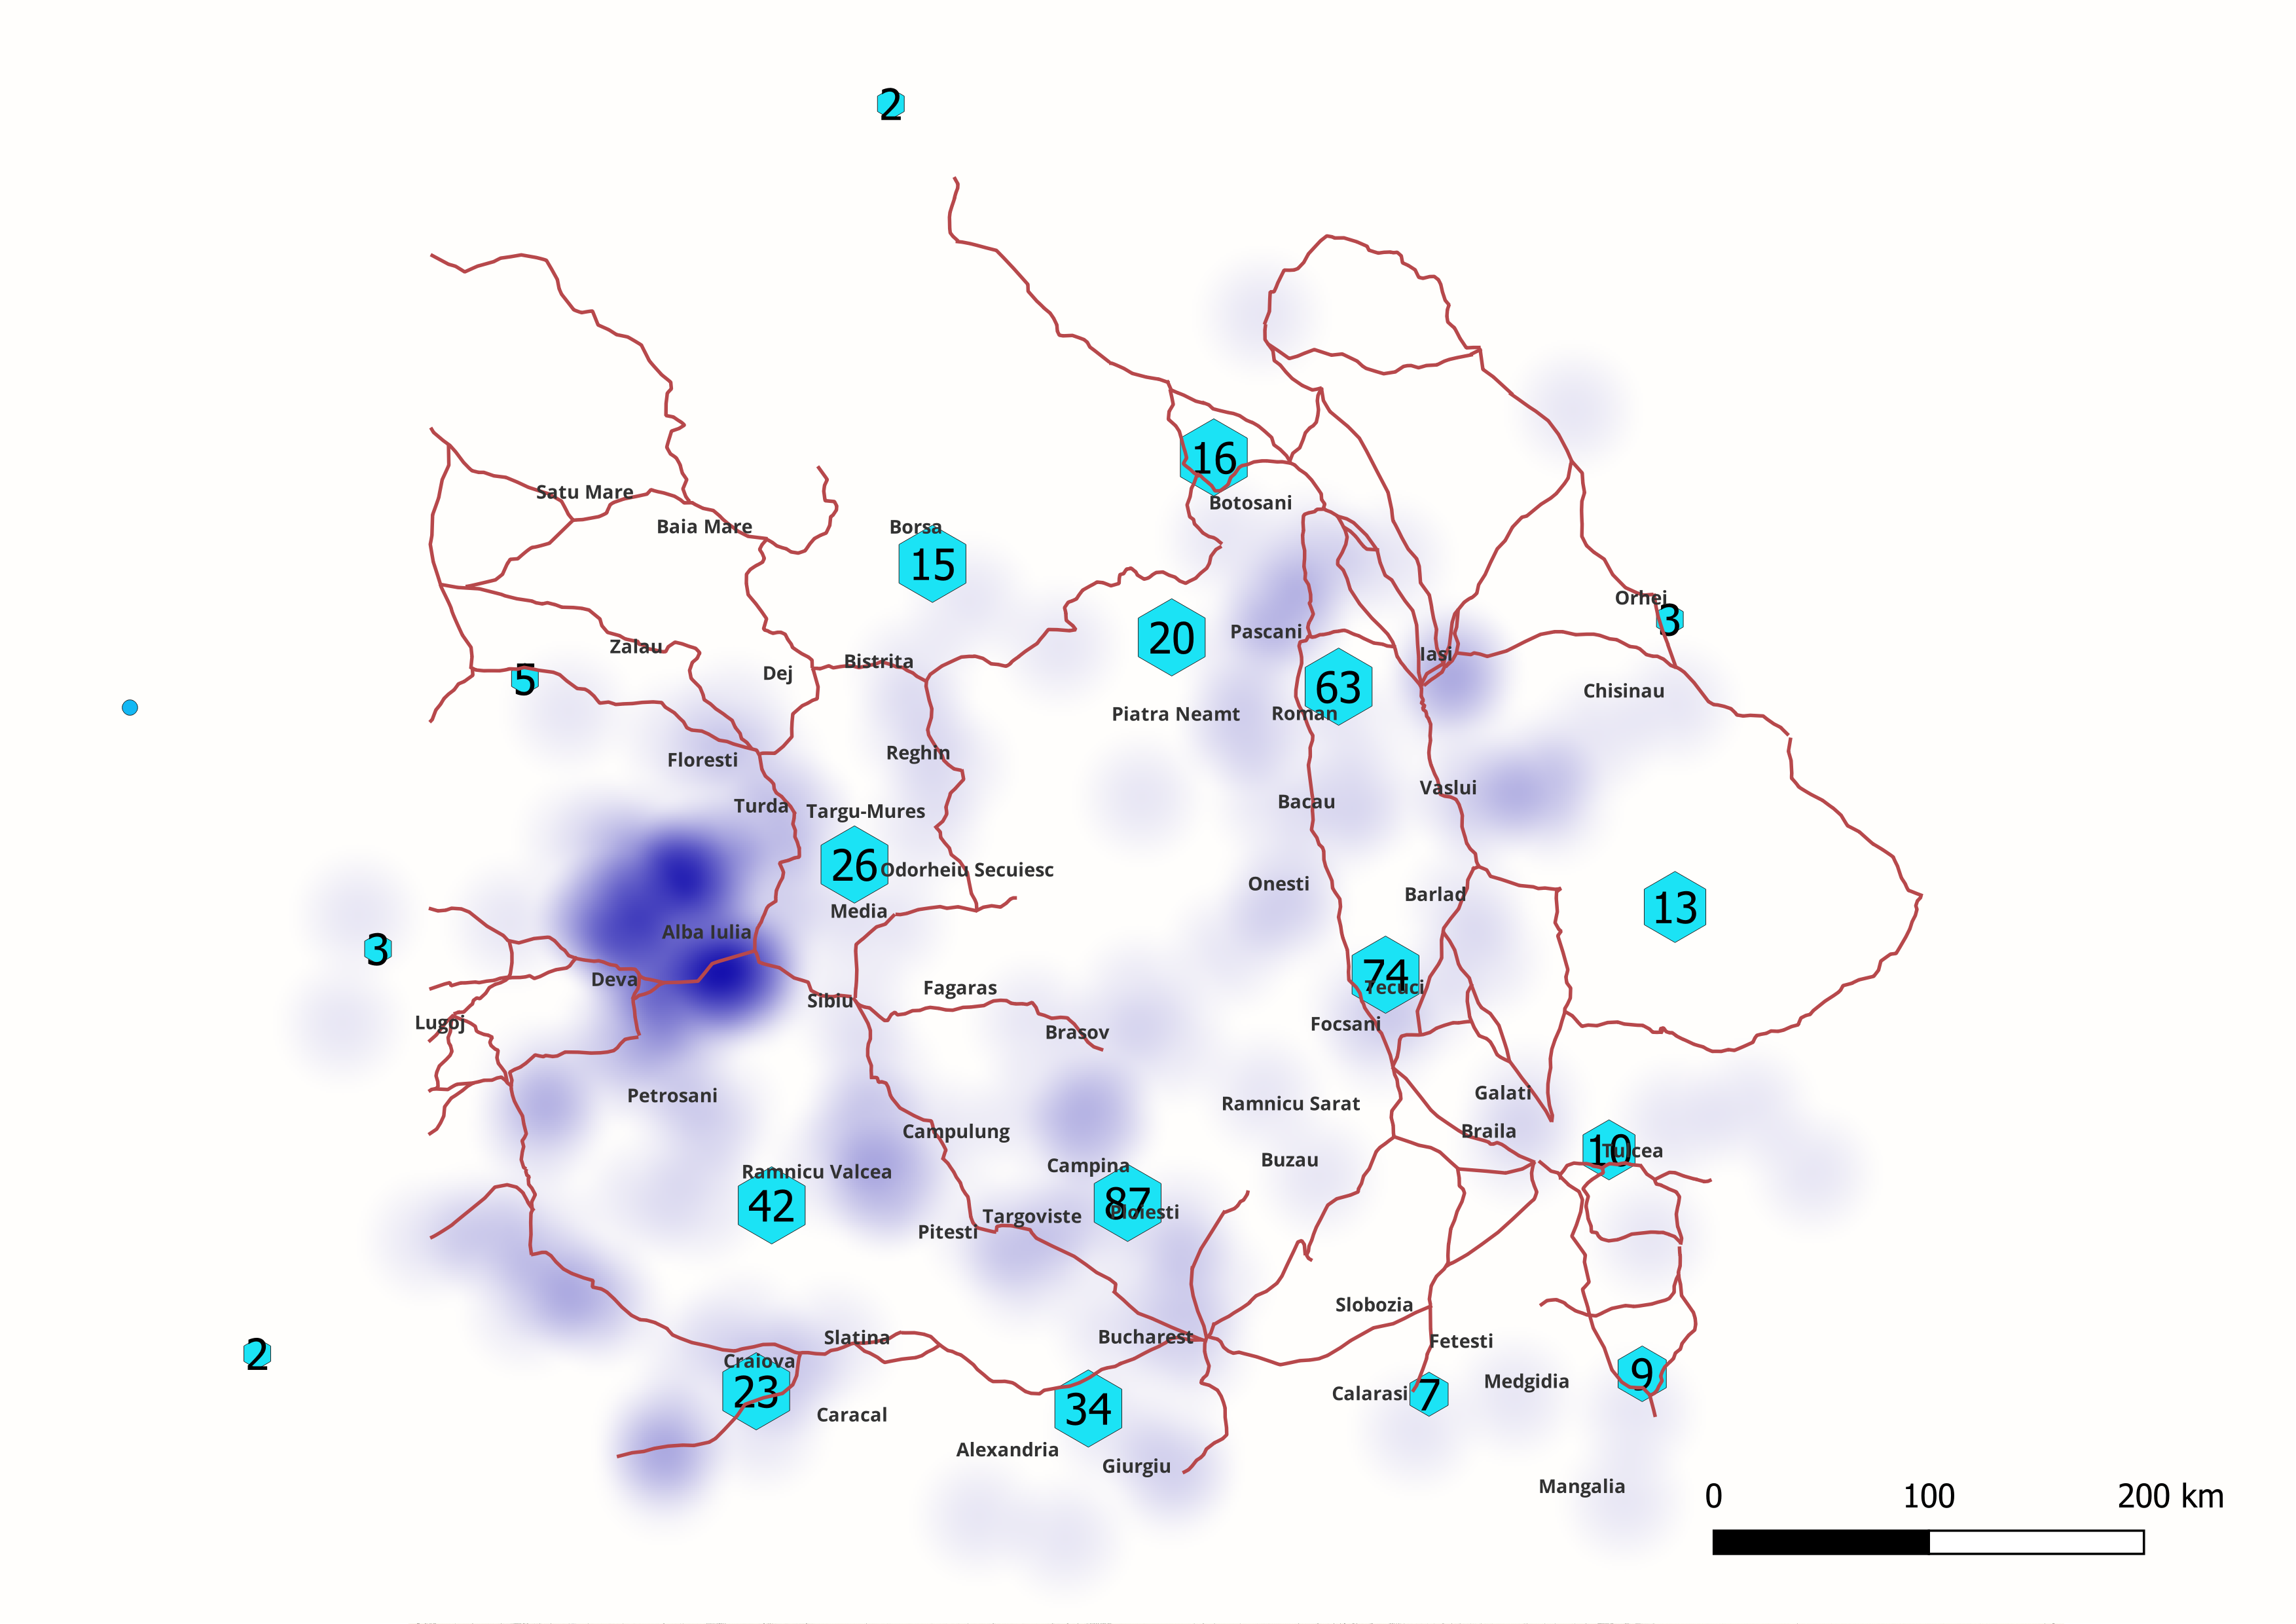 2
16
Satu Mare
Botosani
Baia Mare
Borsa
15
Orhei
3
Pascani
20
Zalau
Iasi
Bistrita
Dej
5
63
Chisinau
Piatra Neamt
Roman
Reghin
Floresti
Vaslui
Bacau
Turda
Targu-Mures
26
Odorheiu Secuiesc
Onesti
Barlad
13
Media
Alba Iulia
3
74
Deva
Tecuci
Fagaras
Sibiu
Lugoj
Focsani
Brasov
Galati
Petrosani
Ramnicu Sarat
Campulung
Braila
10
Tulcea
Buzau
Campina
Ramnicu Valcea
42
87
Ploiesti
Targoviste
Pitesti
Slobozia
Slatina
Bucharest
Fetesti
2
Craiova
23
9
Medgidia
Calarasi
7
34
Caracal
Alexandria
Giurgiu
Mangalia
0 100 200 km